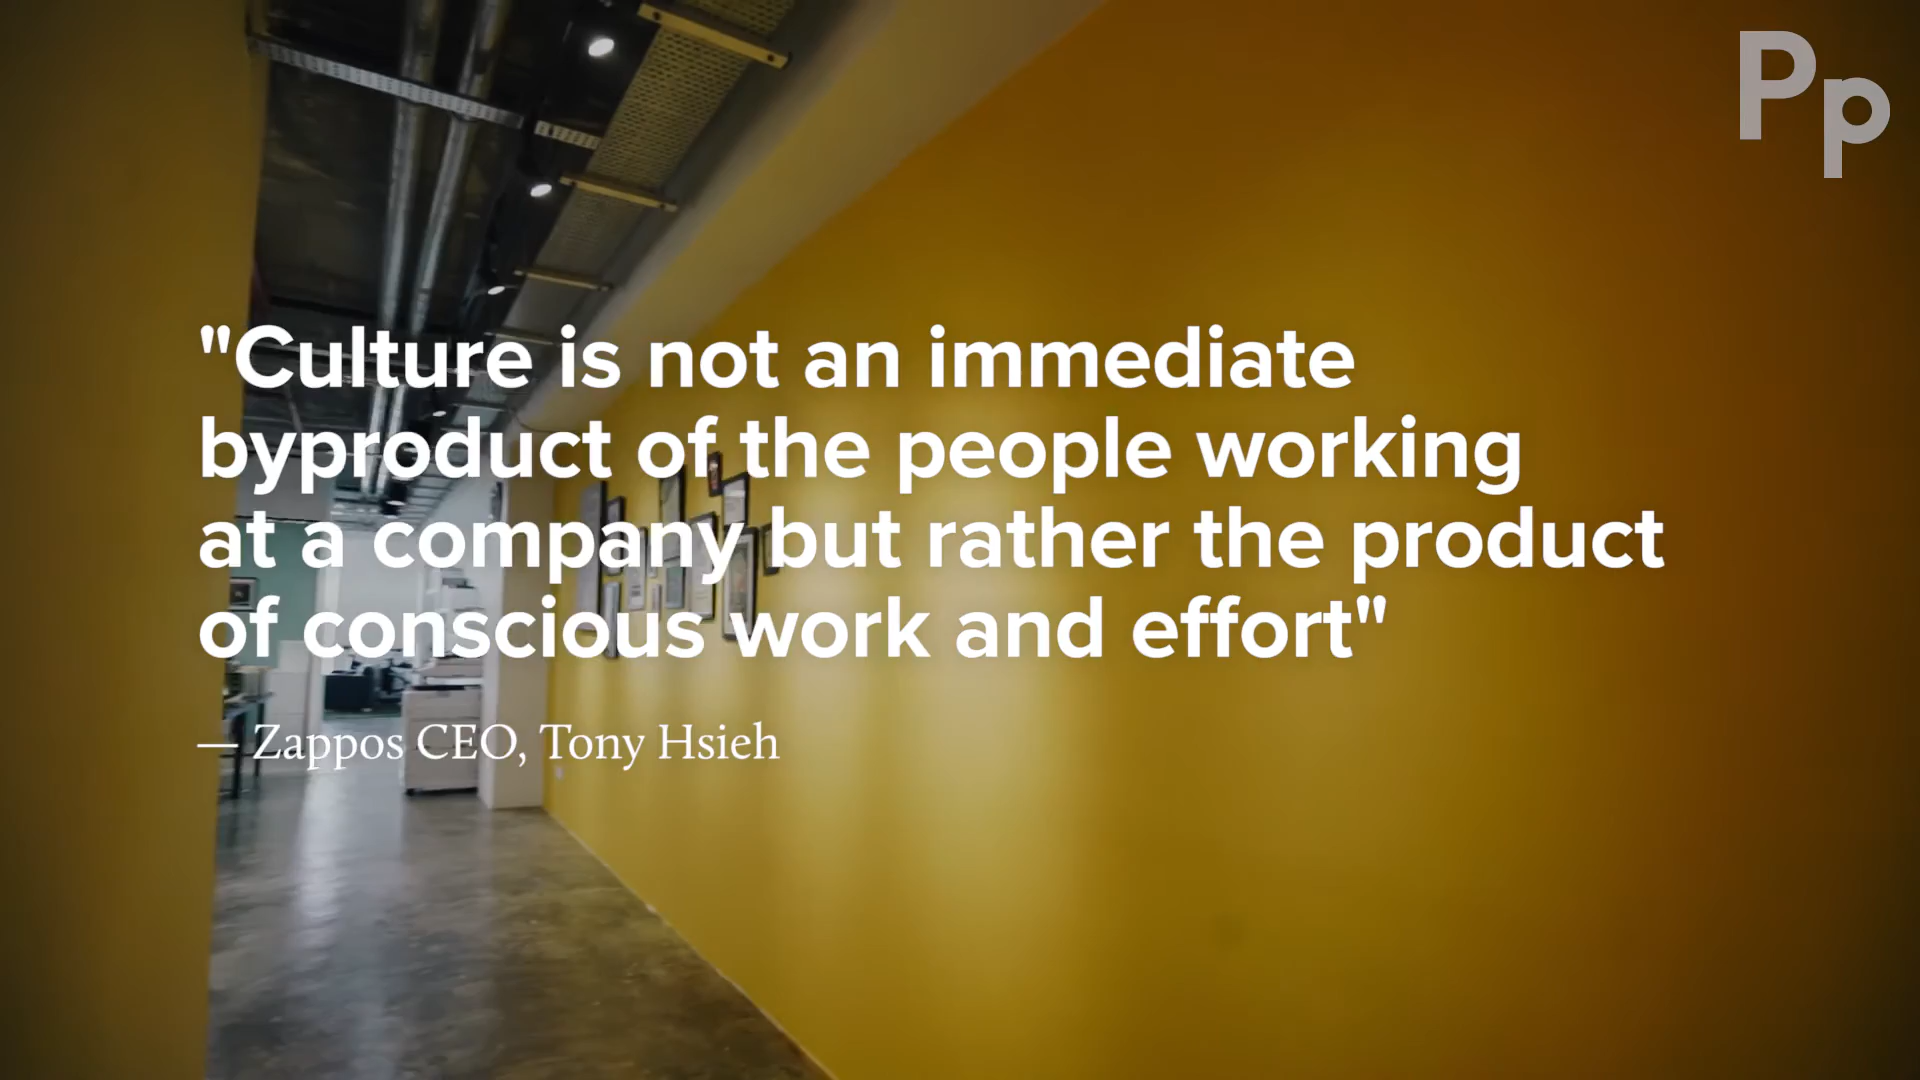 Pp
"Culture is not an immediate
byproduct of the people working
at a company but rather the product
of conscious work and effort"
— Zappos CEO, Tony Hsieh